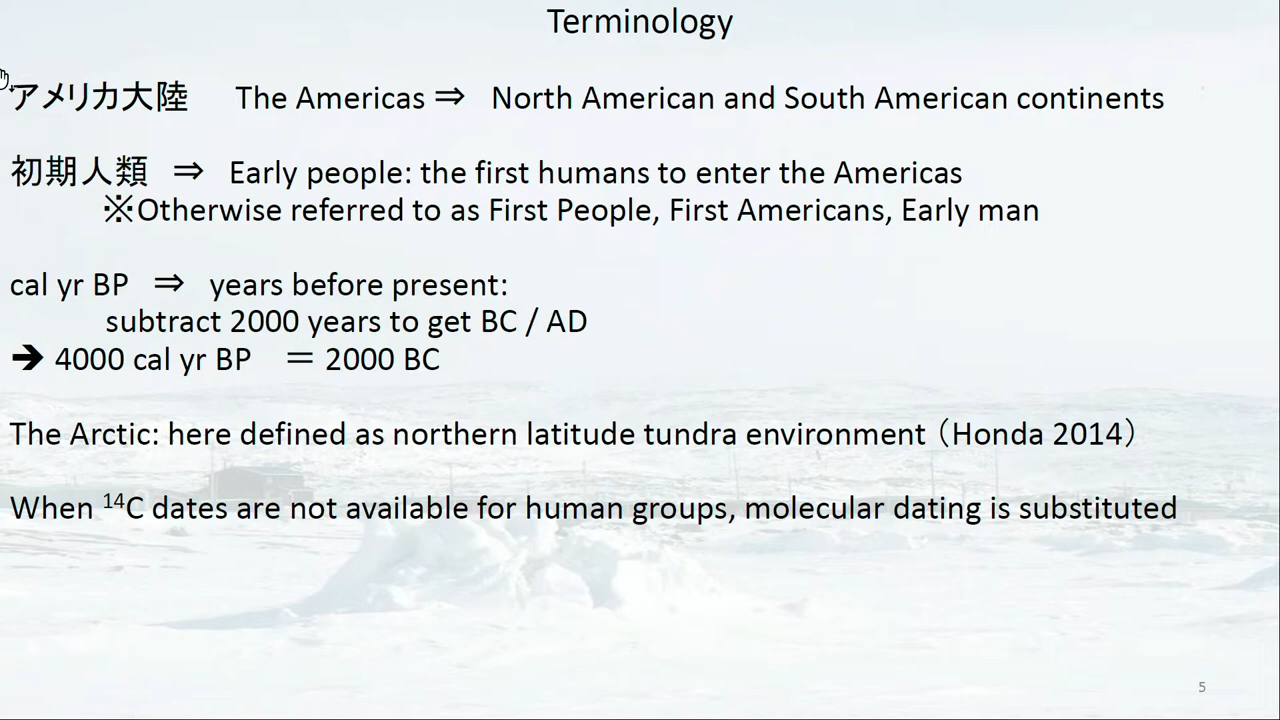 Terminology
アメリカ大陸 The Americas ⇒ North American and South American continents
初期人類 ⇒ Early people: the first humans to enter the Americas
※Otherwise referred to as First People, First Americans, Early man
cal yr BP ⇒ years before present:
subtract 2000 years to get BC / AD
➔ 4000 cal yr BP ＝ 2000 BC
The Arctic: here defined as northern latitude tundra environment（Honda 2014）
When ¹⁴C dates are not available for human groups, molecular dating is substituted
5